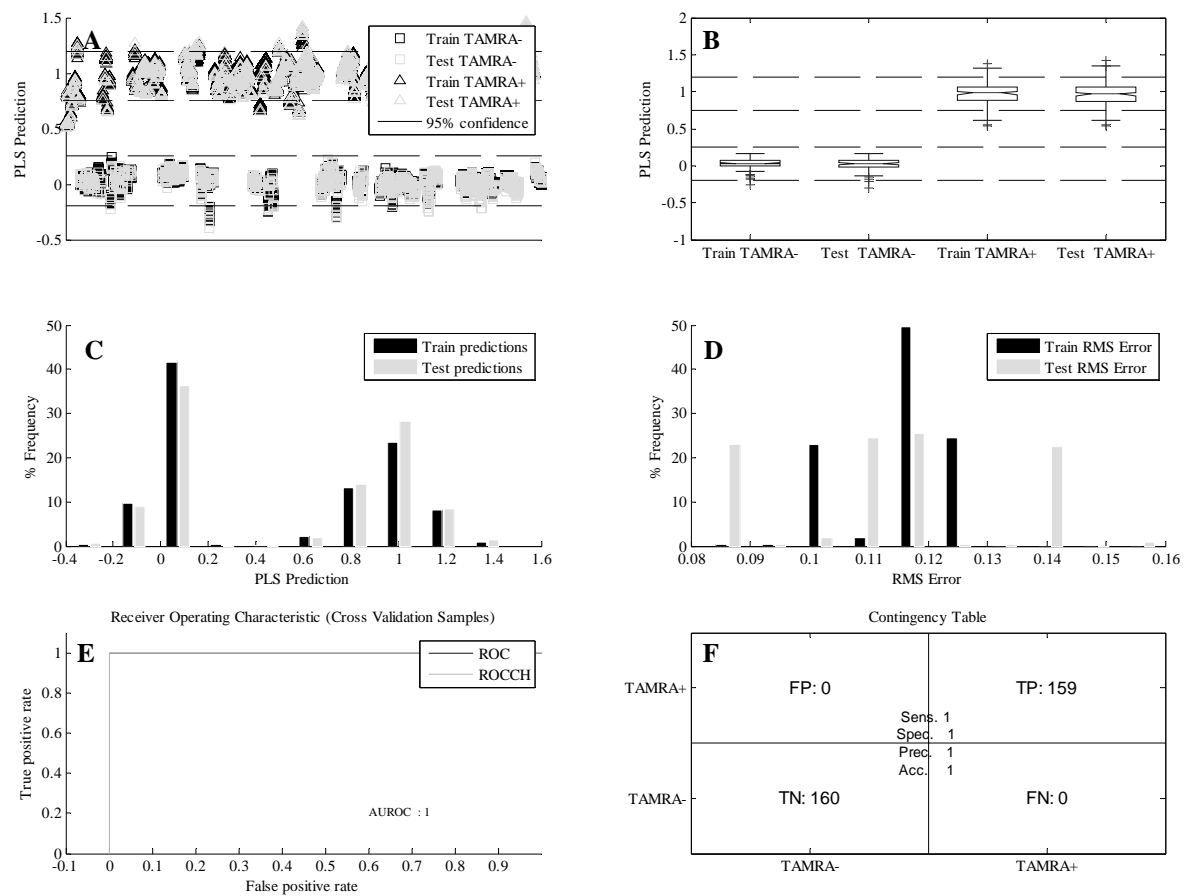 A
1.5
1
0.5
0
-0.5
PLS Prediction
Train TAMRA-
Test TAMRA-
Train TAMRA+
Test TAMRA+
95% confidence
B
2
1.5
1
0.5
0
-0.5
-1
PLS Prediction
Train TAMRA-
Test TAMRA-
Train TAMRA+
Test TAMRA+
C
50
40
30
20
10
0
% Frequency
Train predictions
Test predictions
-0.4 -0.2 0 0.2 0.4 0.6 0.8 1 1.2 1.4 1.6
PLS Prediction
D
50
40
30
20
10
0
% Frequency
Train RMS Error
Test RMS Error
0.08 0.09 0.1 0.11 0.12 0.13 0.14 0.15 0.16
RMS Error
Receiver Operating Characteristic (Cross Validation Samples)
E
1
0.8
0.6
0.4
0.2
0
True positive rate
ROC
ROCCH
AUROC : 1
-0.1 0 0.1 0.2 0.3 0.4 0.5 0.6 0.7 0.8 0.9
False positive rate
Contingency Table
F
TAMRA+
FP: 0
TP: 159
Sens. 1
Spec. 1
Prec. 1
Acc. 1
TAMRA-
TN: 160
FN: 0
TAMRA-
TAMRA+